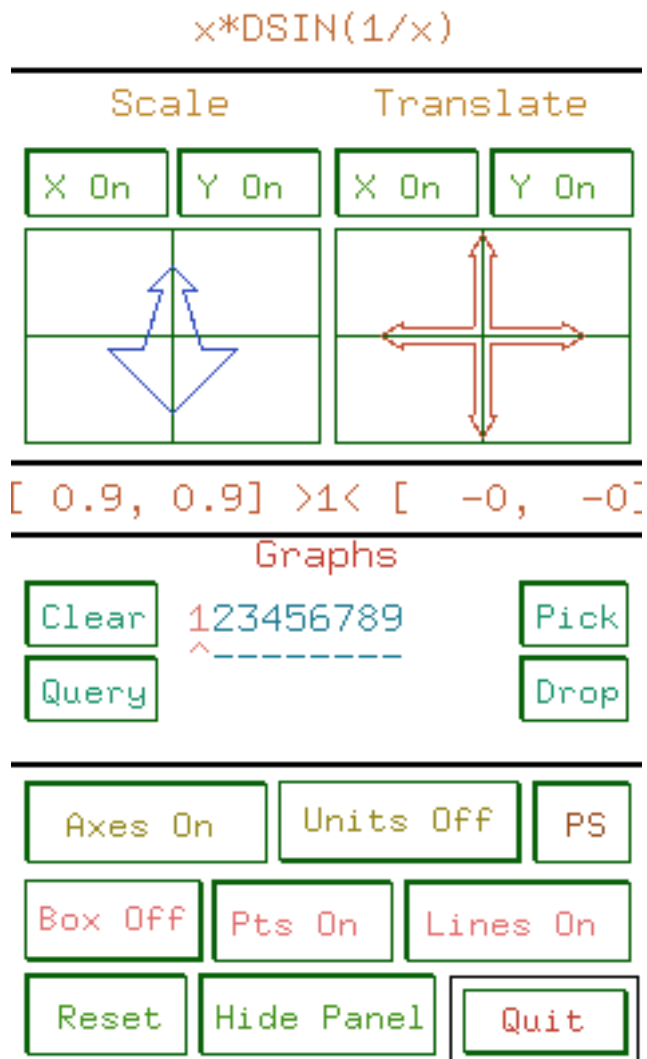 x*DSIN(1/x)
Scale Translate
X On Y On X On Y On
[ 0.9, 0.9] >1< [ -0, -0]
Graphs
Clear 123456789 Pick
^________
Query Drop
Axes On Units Off PS
Box Off Pts On Lines On
Reset Hide Panel Quit